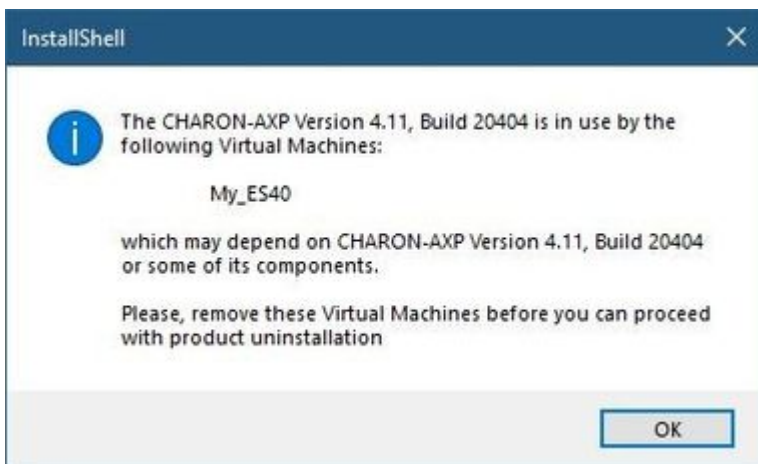 InstallShell
The CHARON-AXP Version 4.11, Build 20404 is in use by the
following Virtual Machines:
My_ES40
which may depend on CHARON-AXP Version 4.11, Build 20404
or some of its components.
Please, remove these Virtual Machines before you can proceed
with product uninstallation
OK